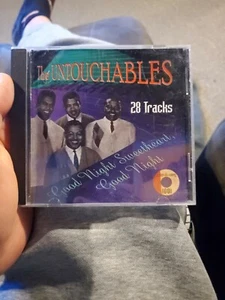 The UNTOUCHABLES
28 Tracks
Good Night Sweetheart,
Good Night